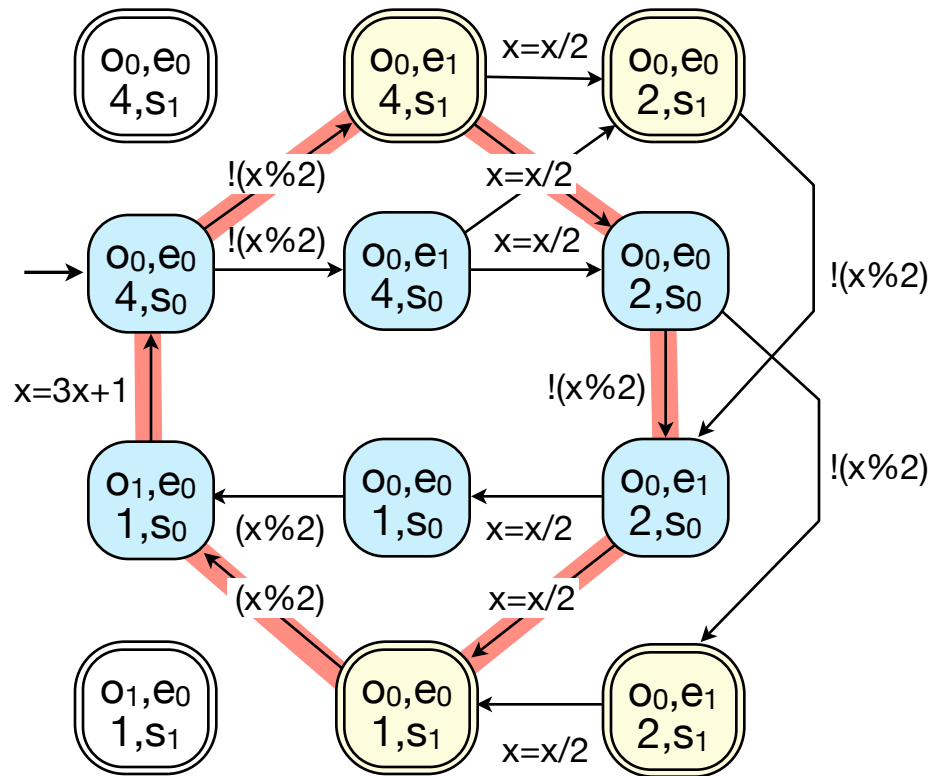 o₀,e₀
4,s₁
o₀,e₁
4,s₁
x=x/2
o₀,e₀
2,s₁
!(x%2)
x=x/2
o₀,e₀
4,s₀
!(x%2)
o₀,e₁
4,s₀
x=x/2
o₀,e₀
2,s₀
!(x%2)
x=3x+1
!(x%2)
o₁,e₀
1,s₀
(x%2)
o₀,e₀
1,s₀
x=x/2
o₀,e₁
2,s₀
!(x%2)
(x%2)
x=x/2
o₁,e₀
1,s₁
o₀,e₀
1,s₁
x=x/2
o₀,e₁
2,s₁